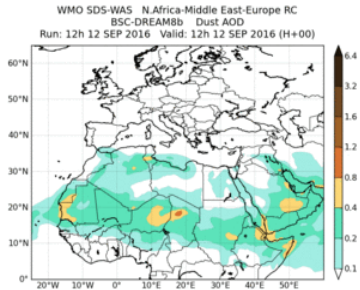 WMO SDS-WAS N.Africa-Middle East-Europe RC
BSC-DREAM8b Dust AOD
Run: 12h 12 SEP 2016 Valid: 12h 12 SEP 2016 (H+00)
60°N
50°N
40°N
30°N
20°N
10°N
0°
20°W
10°W
0°
10°E
20°E
30°E
40°E
50°E
6.4
3.2
1.6
0.8
0.4
0.2
0.1